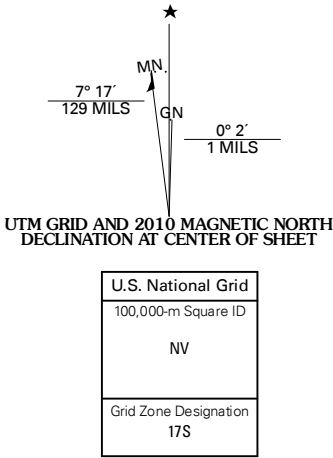 ★
MN.
7° 17´
129 MILS
GN
0° 2´
1 MILS
UTM GRID AND 2010 MAGNETIC NORTH
DECLINATION AT CENTER OF SHEET
U.S. National Grid
100,000-m Square ID
NV
Grid Zone Designation
17S